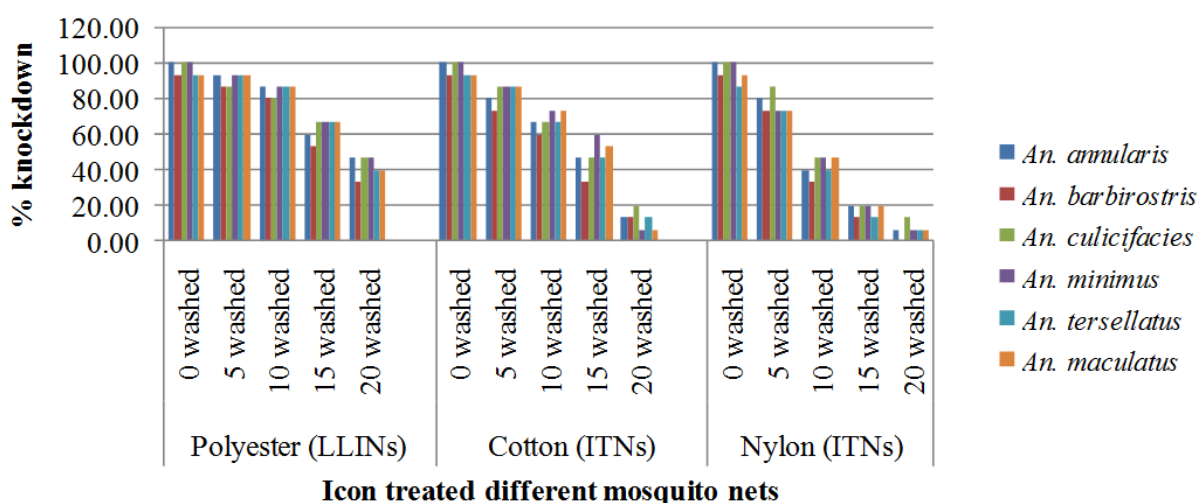 120.00
100.00
80.00
60.00
40.00
20.00
0.00
% knockdown
0 washed
5 washed
10 washed
15 washed
20 washed
0 washed
5 washed
10 washed
15 washed
20 washed
0 washed
5 washed
10 washed
15 washed
20 washed
Polyester (LLINs)
Cotton (ITNs)
Nylon (ITNs)
Icon treated different mosquito nets
An. annularis
An. barbirostris
An. culicifacies
An. minimus
An. tersellatus
An. maculatus